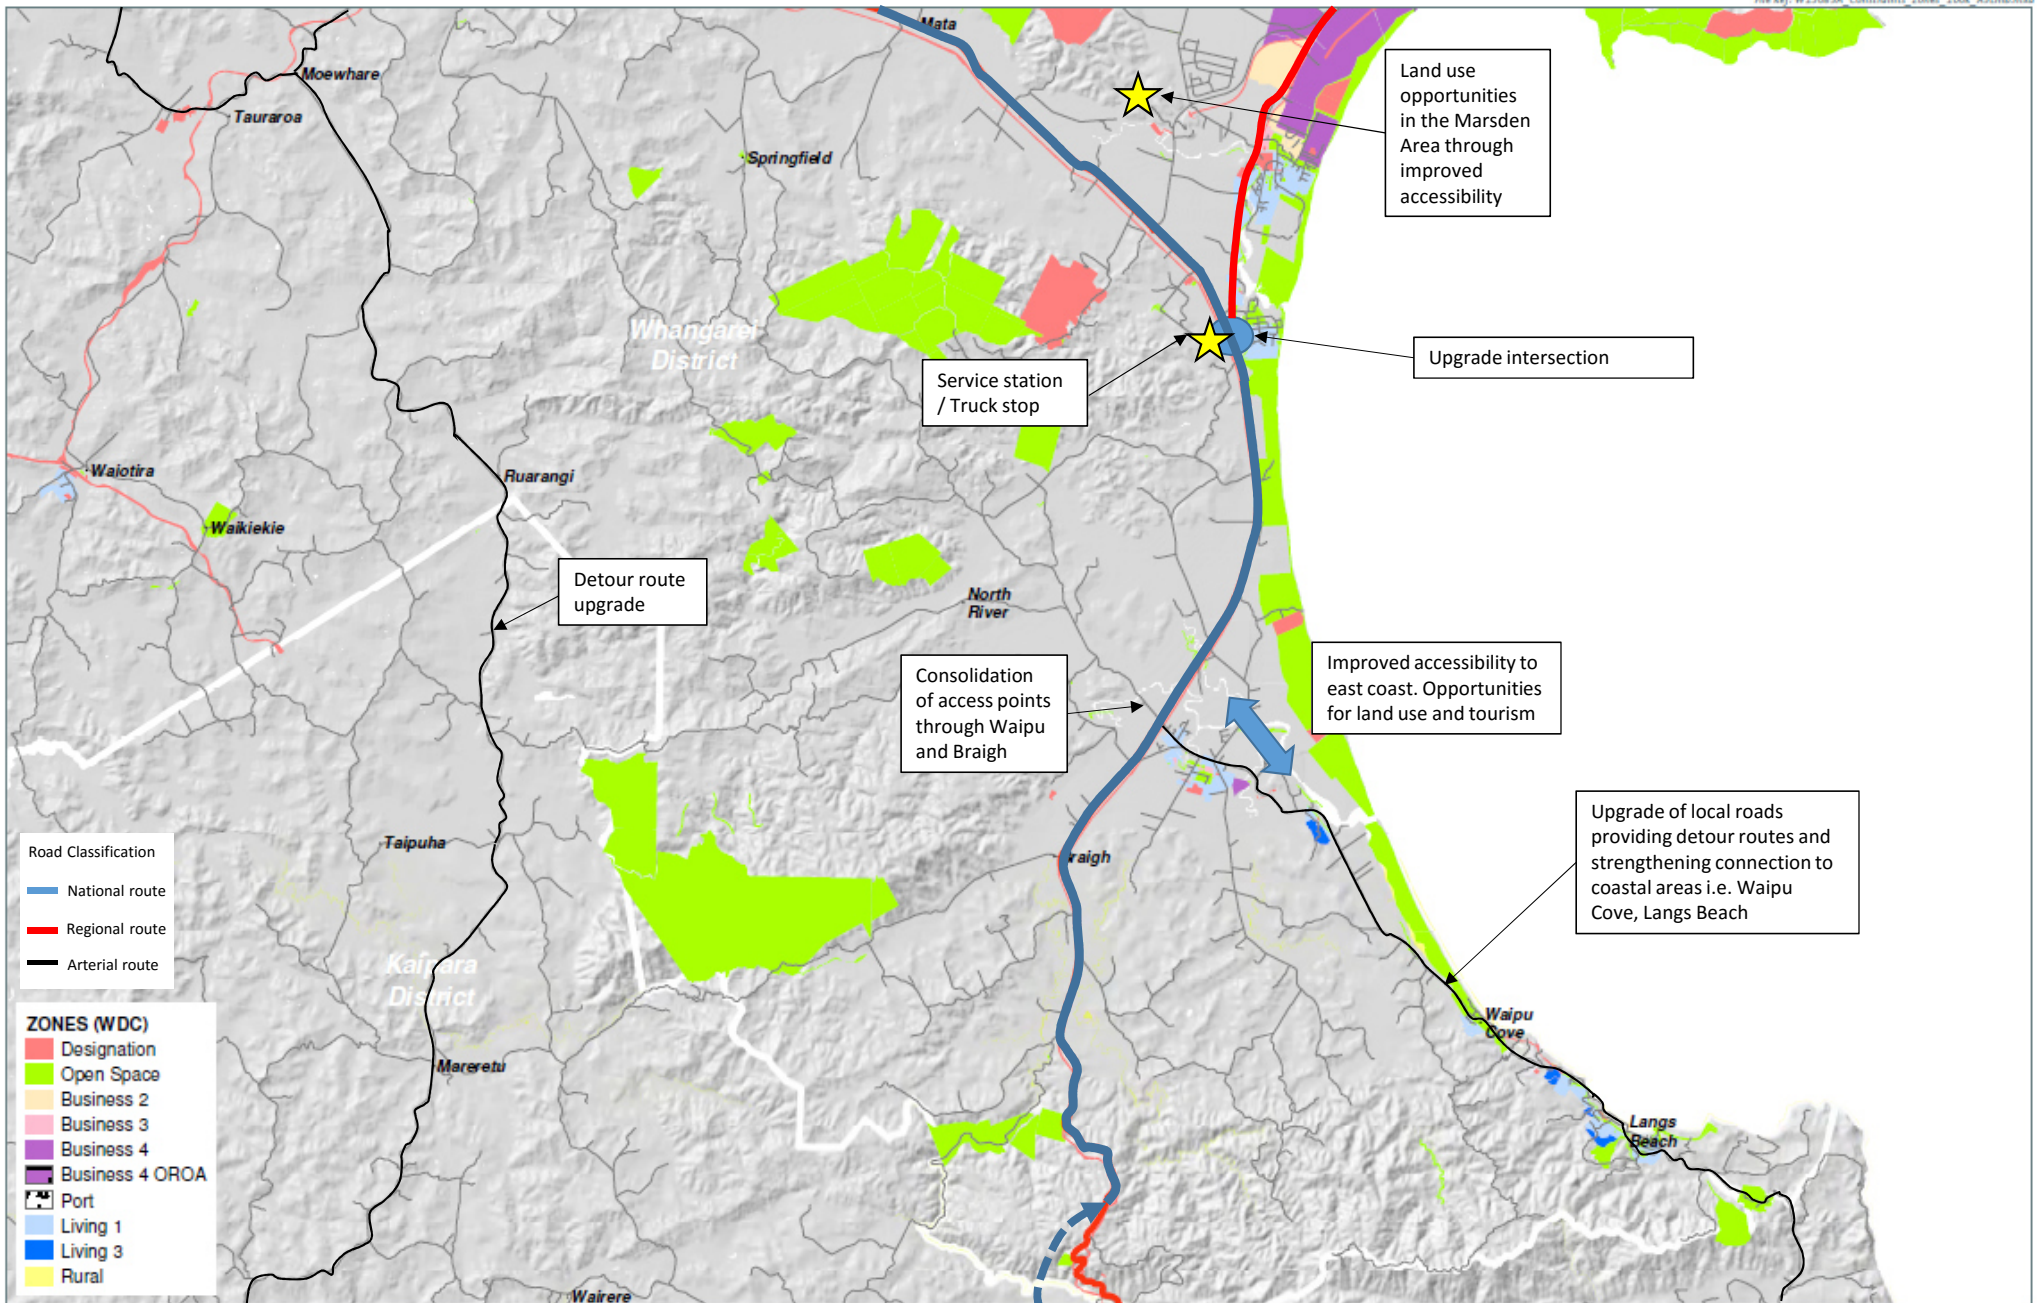 Mata
Moewhare
Tauraroa
Springfield
Land use
opportunities
in the Marsden
Area through
improved
accessibility
Whangarei
District
Service station
/ Truck stop
Upgrade intersection
Waiotira
Ruarangi
Waikiekie
Detour route
upgrade
North
River
Consolidation
of access points
through Waipu
and Braigh
Improved accessibility to
east coast. Opportunities
for land use and tourism
Upgrade of local roads
providing detour routes and
strengthening connection to
coastal areas i.e. Waipu
Cove, Langs Beach
Taipuha
raigh
Kaipara
District
Waipu
Cove
Mareretu
Langs
Beach
Wairere
Road Classification
National route
Regional route
Arterial route
ZONES (WDC)
Designation
Open Space
Business 2
Business 3
Business 4
Business 4 OROA
Port
Living 1
Living 3
Rural